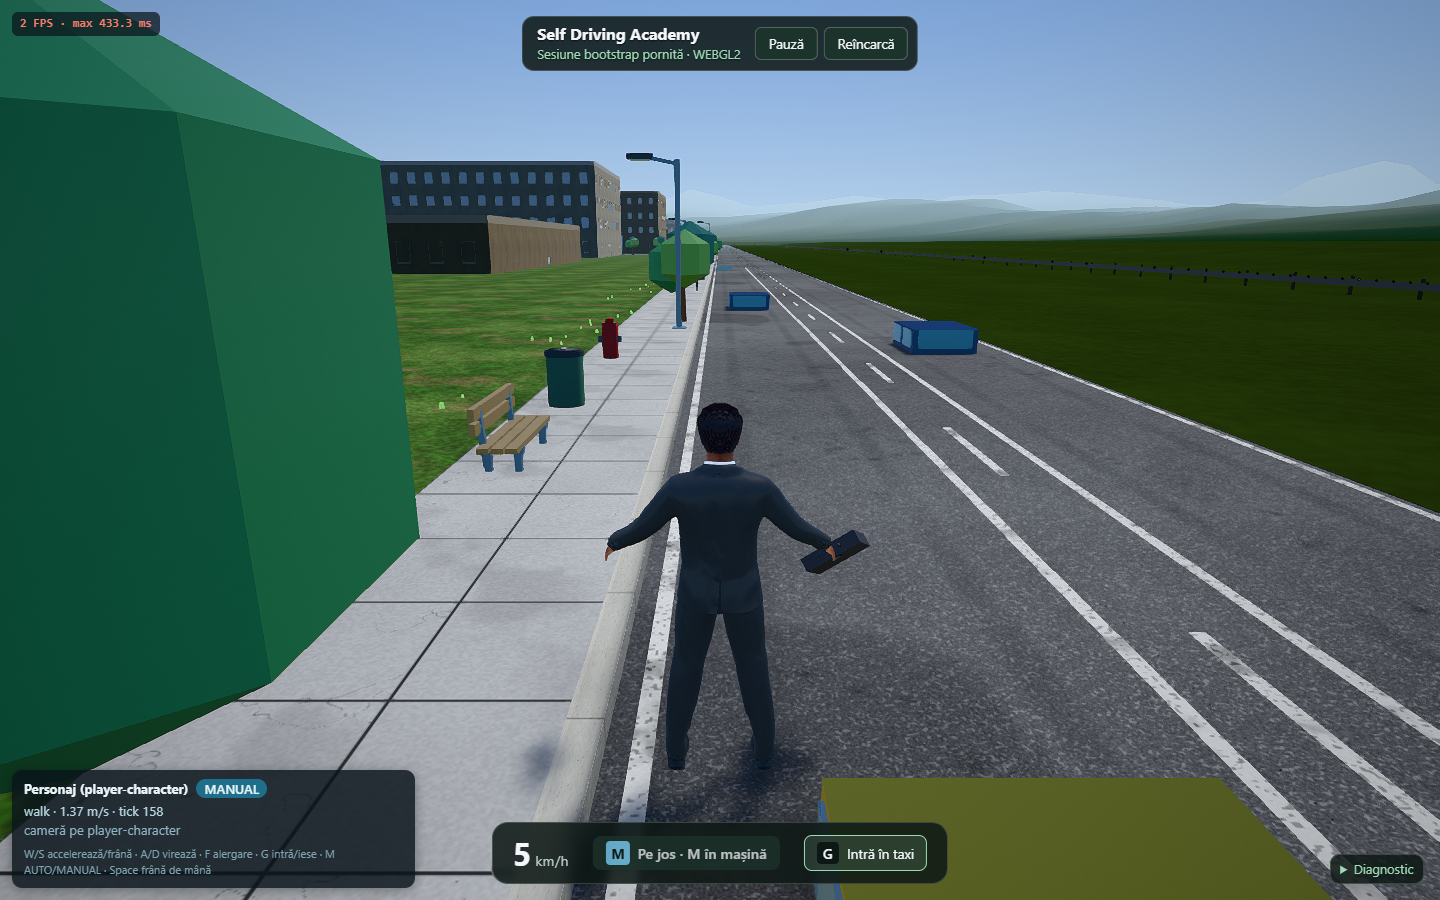 2 FPS · max 433.3 ms
Self Driving Academy
Sesiune bootstrap pornită · WEBGL2
Pauză
Reîncarcă
Personaj (player-character) MANUAL
walk · 1.37 m/s · tick 158
cameră pe player-character
W/S accelerează/frână · A/D virează · F alergare · G intră/iese · M
AUTO/MANUAL · Space frână de mână
5 km/h
M Pe jos · M în mașină
G Intră în taxi
▶ Diagnostic